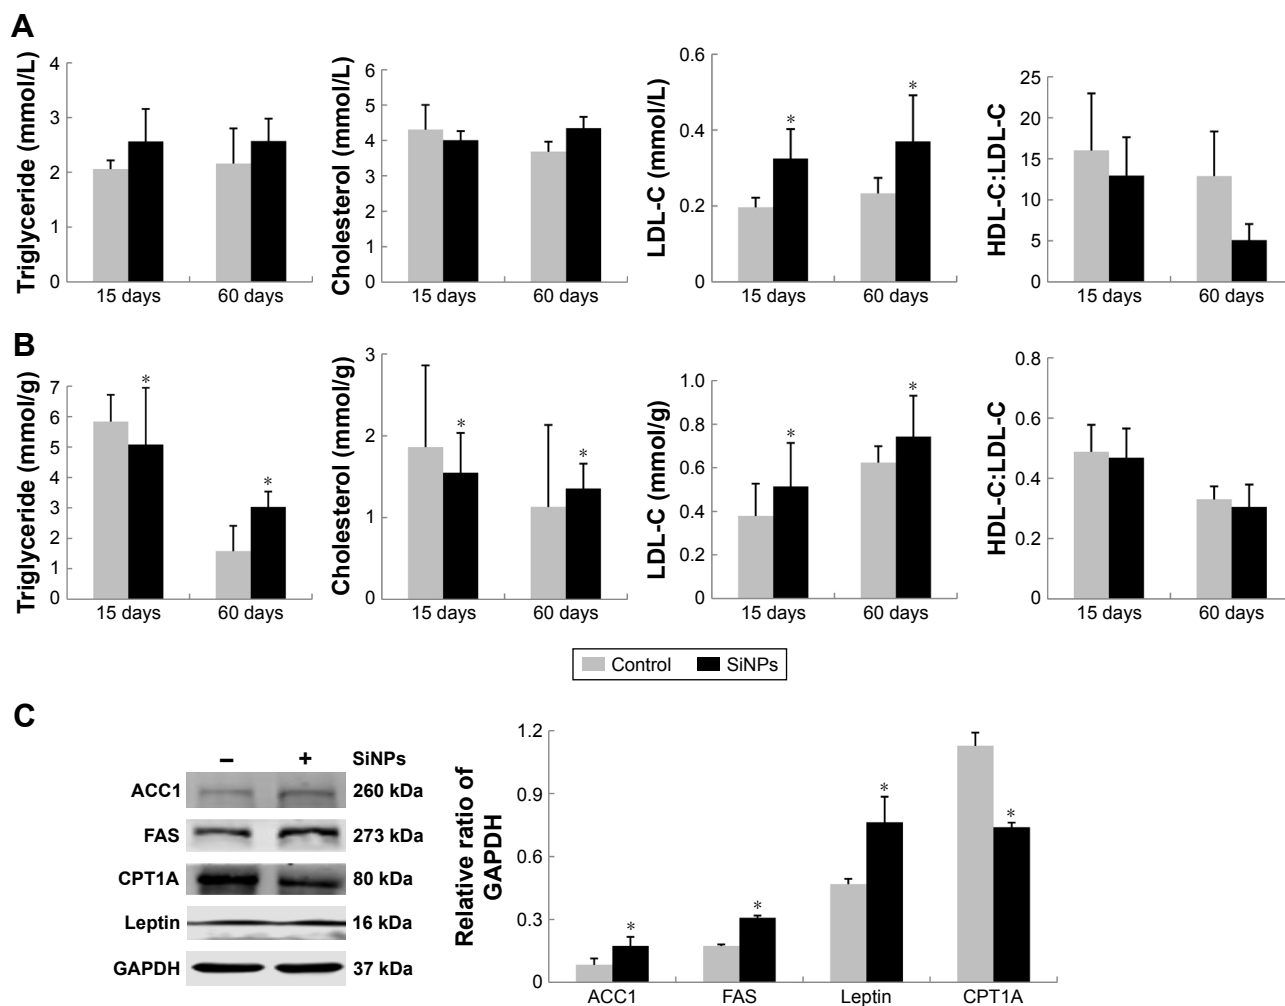 A
Triglyceride (mmol/L)
4
3
2
1
0
15 days
60 days
Cholesterol (mmol/L)
6
5
4
3
2
1
0
15 days
60 days
LDL-C (mmol/L)
0.6
0.4
0.2
0
*
*
15 days
60 days
HDL-C:LDL-C
25
20
15
10
5
0
15 days
60 days
B
Triglyceride (mmol/g)
7
6
5
4
3
2
1
0
*
*
15 days
60 days
Cholesterol (mmol/g)
3
2
1
0
*
*
15 days
60 days
LDL-C (mmol/g)
1.0
0.8
0.6
0.4
0.2
0
*
*
15 days
60 days
HDL-C:LDL-C
0.8
0.6
0.4
0.2
0
15 days
60 days
Control SiNPs
C
– + SiNPs
ACC1 260 kDa
FAS 273 kDa
CPT1A 80 kDa
Leptin 16 kDa
GAPDH 37 kDa
Relative ratio of
GAPDH
1.2
0.9
0.6
0.3
0
*
*
*
*
ACC1
FAS
Leptin
CPT1A